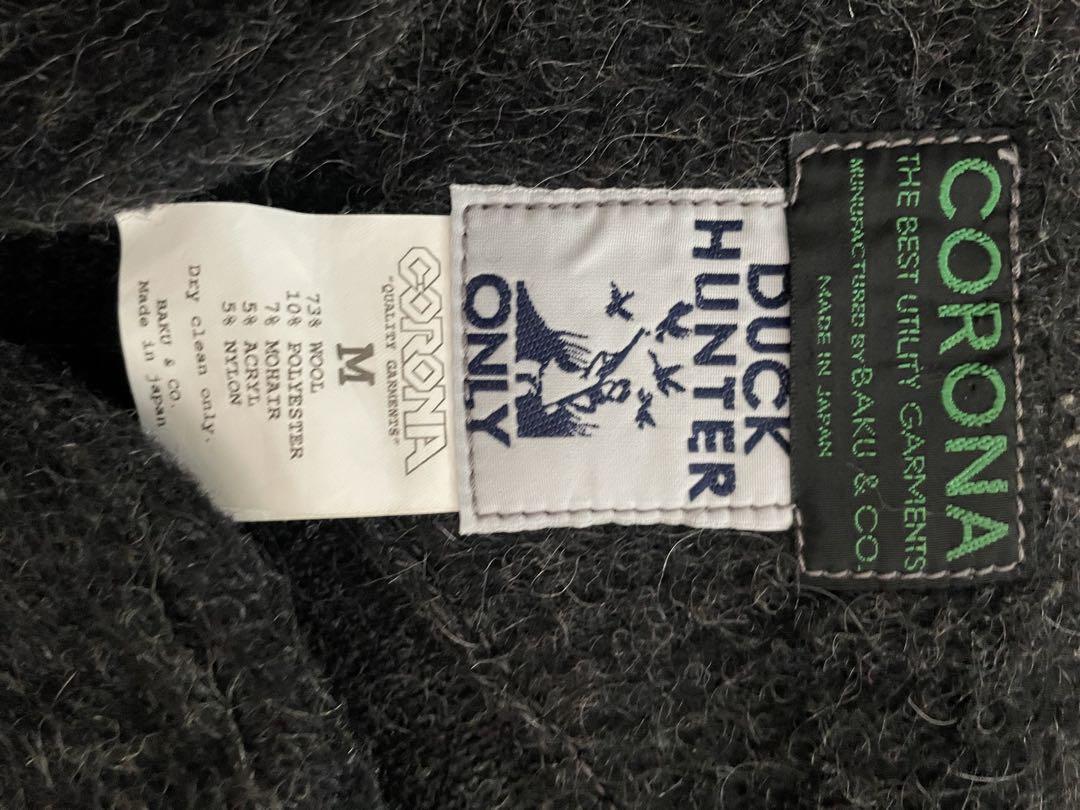 CORONA
THE BEST UTILITY GARMENTS
MUNUFACTURED BY BAKU & CO.
MADE IN JAPAN
DUCK
HUNTER
ONLY
CORONA
"QUALITY GARMENTS"
M
73% WOOL
10% POLYESTER
7% MOHAIR
5% ACRYL
5% NYLON
Dry clean only.
BAKU & CO.
Made in japan